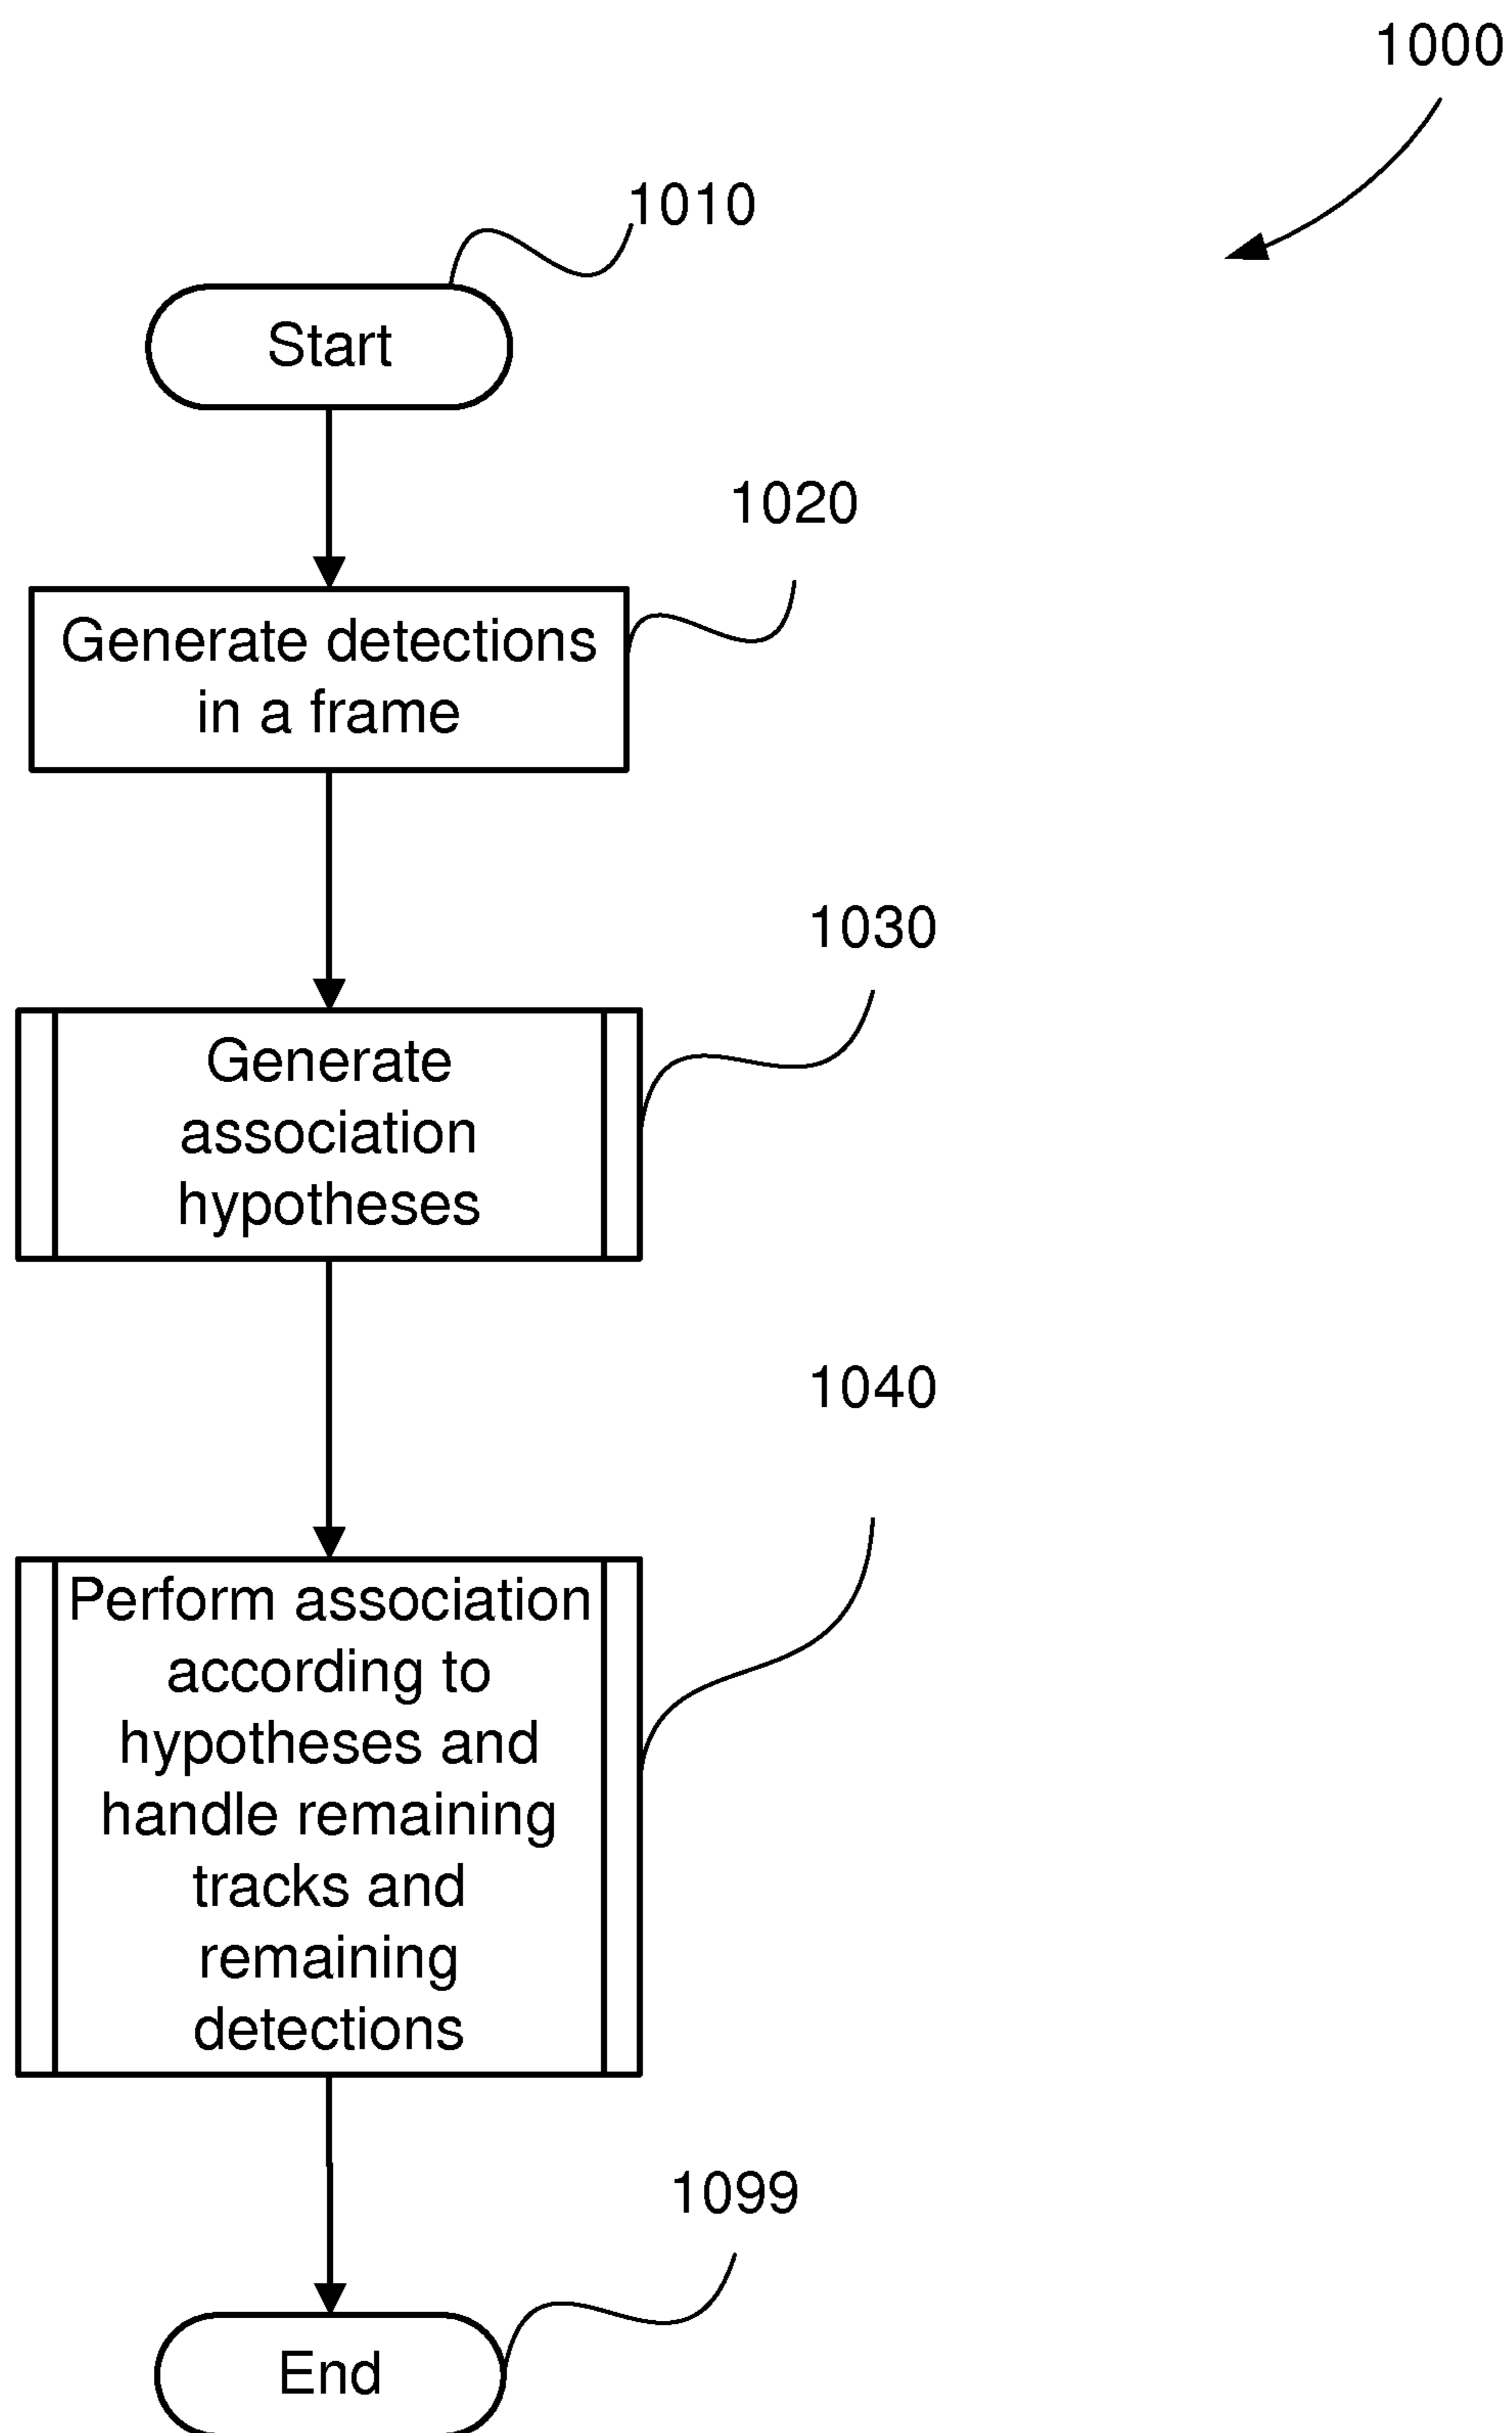 1000
1010
Start
1020
Generate detections
in a frame
1030
Generate
association
hypotheses
1040
Perform association
according to
hypotheses and
handle remaining
tracks and
remaining
detections
1099
End